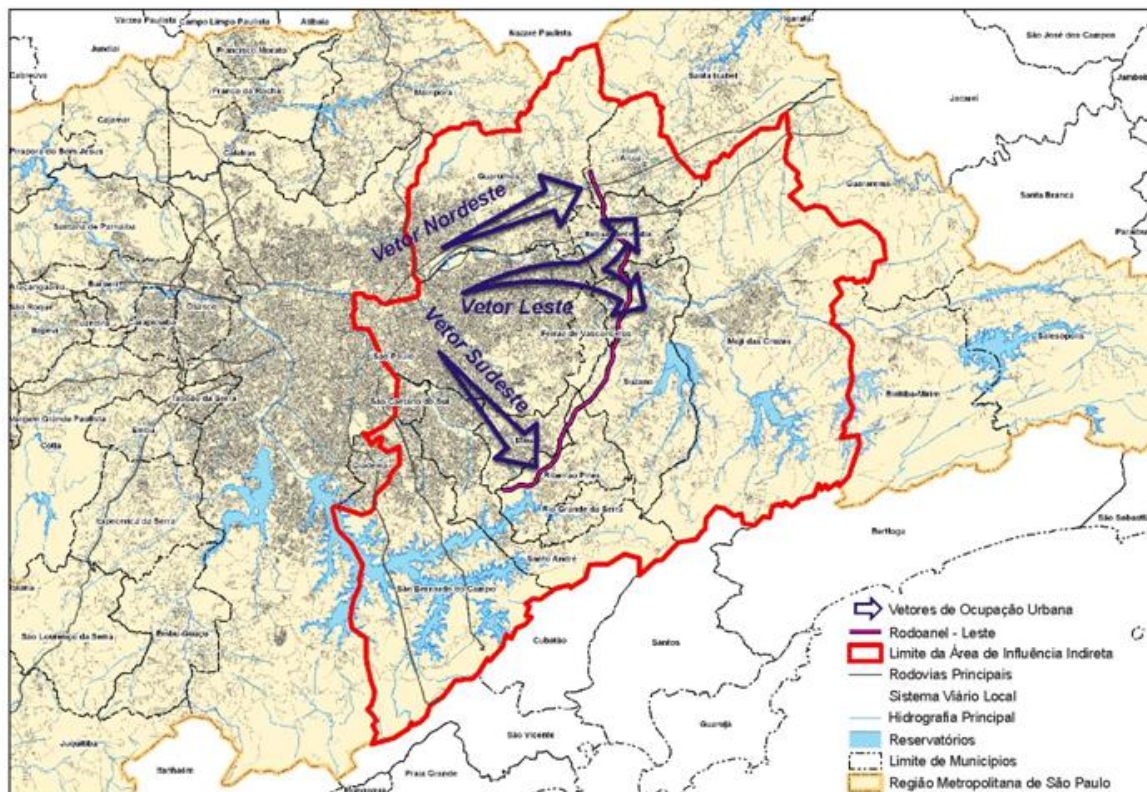 Várzea Paulista
Campo Limpo Paulista
Atibaia
Nazaré Paulista
Igaratá
São José dos Campos
Jundiaí
Francisco Morato
Cabreúva
Franco da Rocha
Mairiporã
Santa Isabel
Jacareí
Cajamar
Caieiras
Pirapora do Bom Jesus
Arujá
Guarulhos
Guararema
Santa Branca
Vetor Nordeste
Santana de Parnaíba
Barueri
Osasco
São Roque
Vetor Leste
Ferraz de Vasconcelos
Mogi das Cruzes
Salesópolis
São Paulo
Vetor Sudeste
Suzano
Biritiba-Mirim
São Caetano do Sul
Taboão da Serra
Vargem Grande Paulista
Cotia
Embu
Ribeirão Pires
Rio Grande da Serra
Itapecerica da Serra
Santo André
Bertioga
São Bernardo do Campo
São Lourenço da Serra
Embu-Guaçu
Cubatão
Santos
Guarujá
Juquitiba
Itanhaém
São Vicente
Praia Grande
Vetores de Ocupação Urbana
Rodoanel - Leste
Limite da Área de Influência Indireta
Rodovias Principais
Sistema Viário Local
Hidrografia Principal
Reservatórios
Limite de Municípios
Região Metropolitana de São Paulo